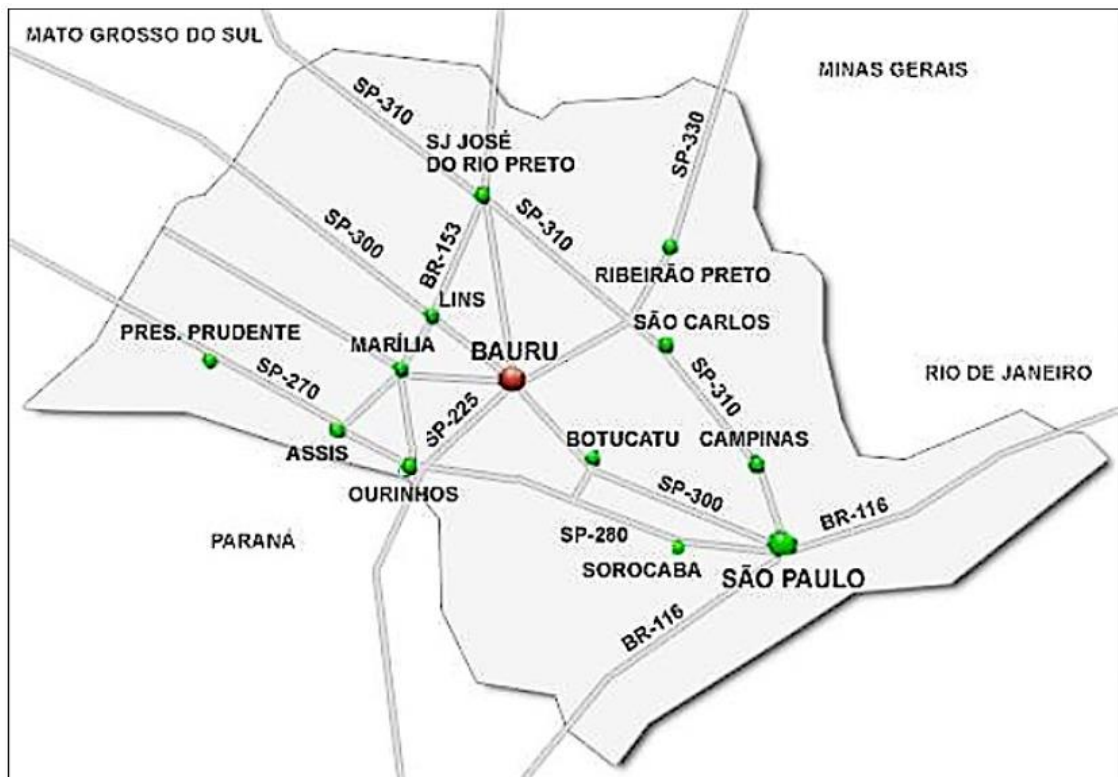 MATO GROSSO DO SUL
MINAS GERAIS
SP-310
SP-330
SJ JOSÉ
DO RIO PRETO
SP-310
SP-300
BR-153
RIBEIRÃO PRETO
LINS
SÃO CARLOS
PRES. PRUDENTE
MARÍLIA
BAURU
RIO DE JANEIRO
SP-270
SP-310
SP-225
ASSIS
BOTUCATU
CAMPINAS
OURINHOS
SP-300
BR-116
PARANÁ
SP-280
SOROCABA
SÃO PAULO
BR-116